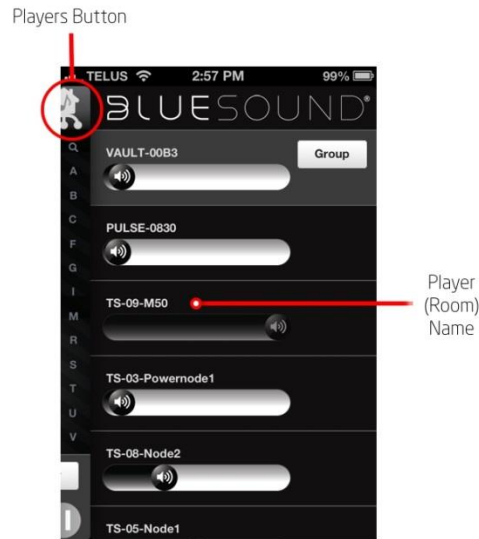 Players Button
TELUS 2:57 PM 99%
BLUESOUND®
VAULT-00B3
Group
PULSE-0830
TS-09-M50
TS-03-Powernode1
TS-08-Node2
TS-05-Node1
A
B
C
F
G
I
M
R
S
T
U
V
Player
(Room)
Name